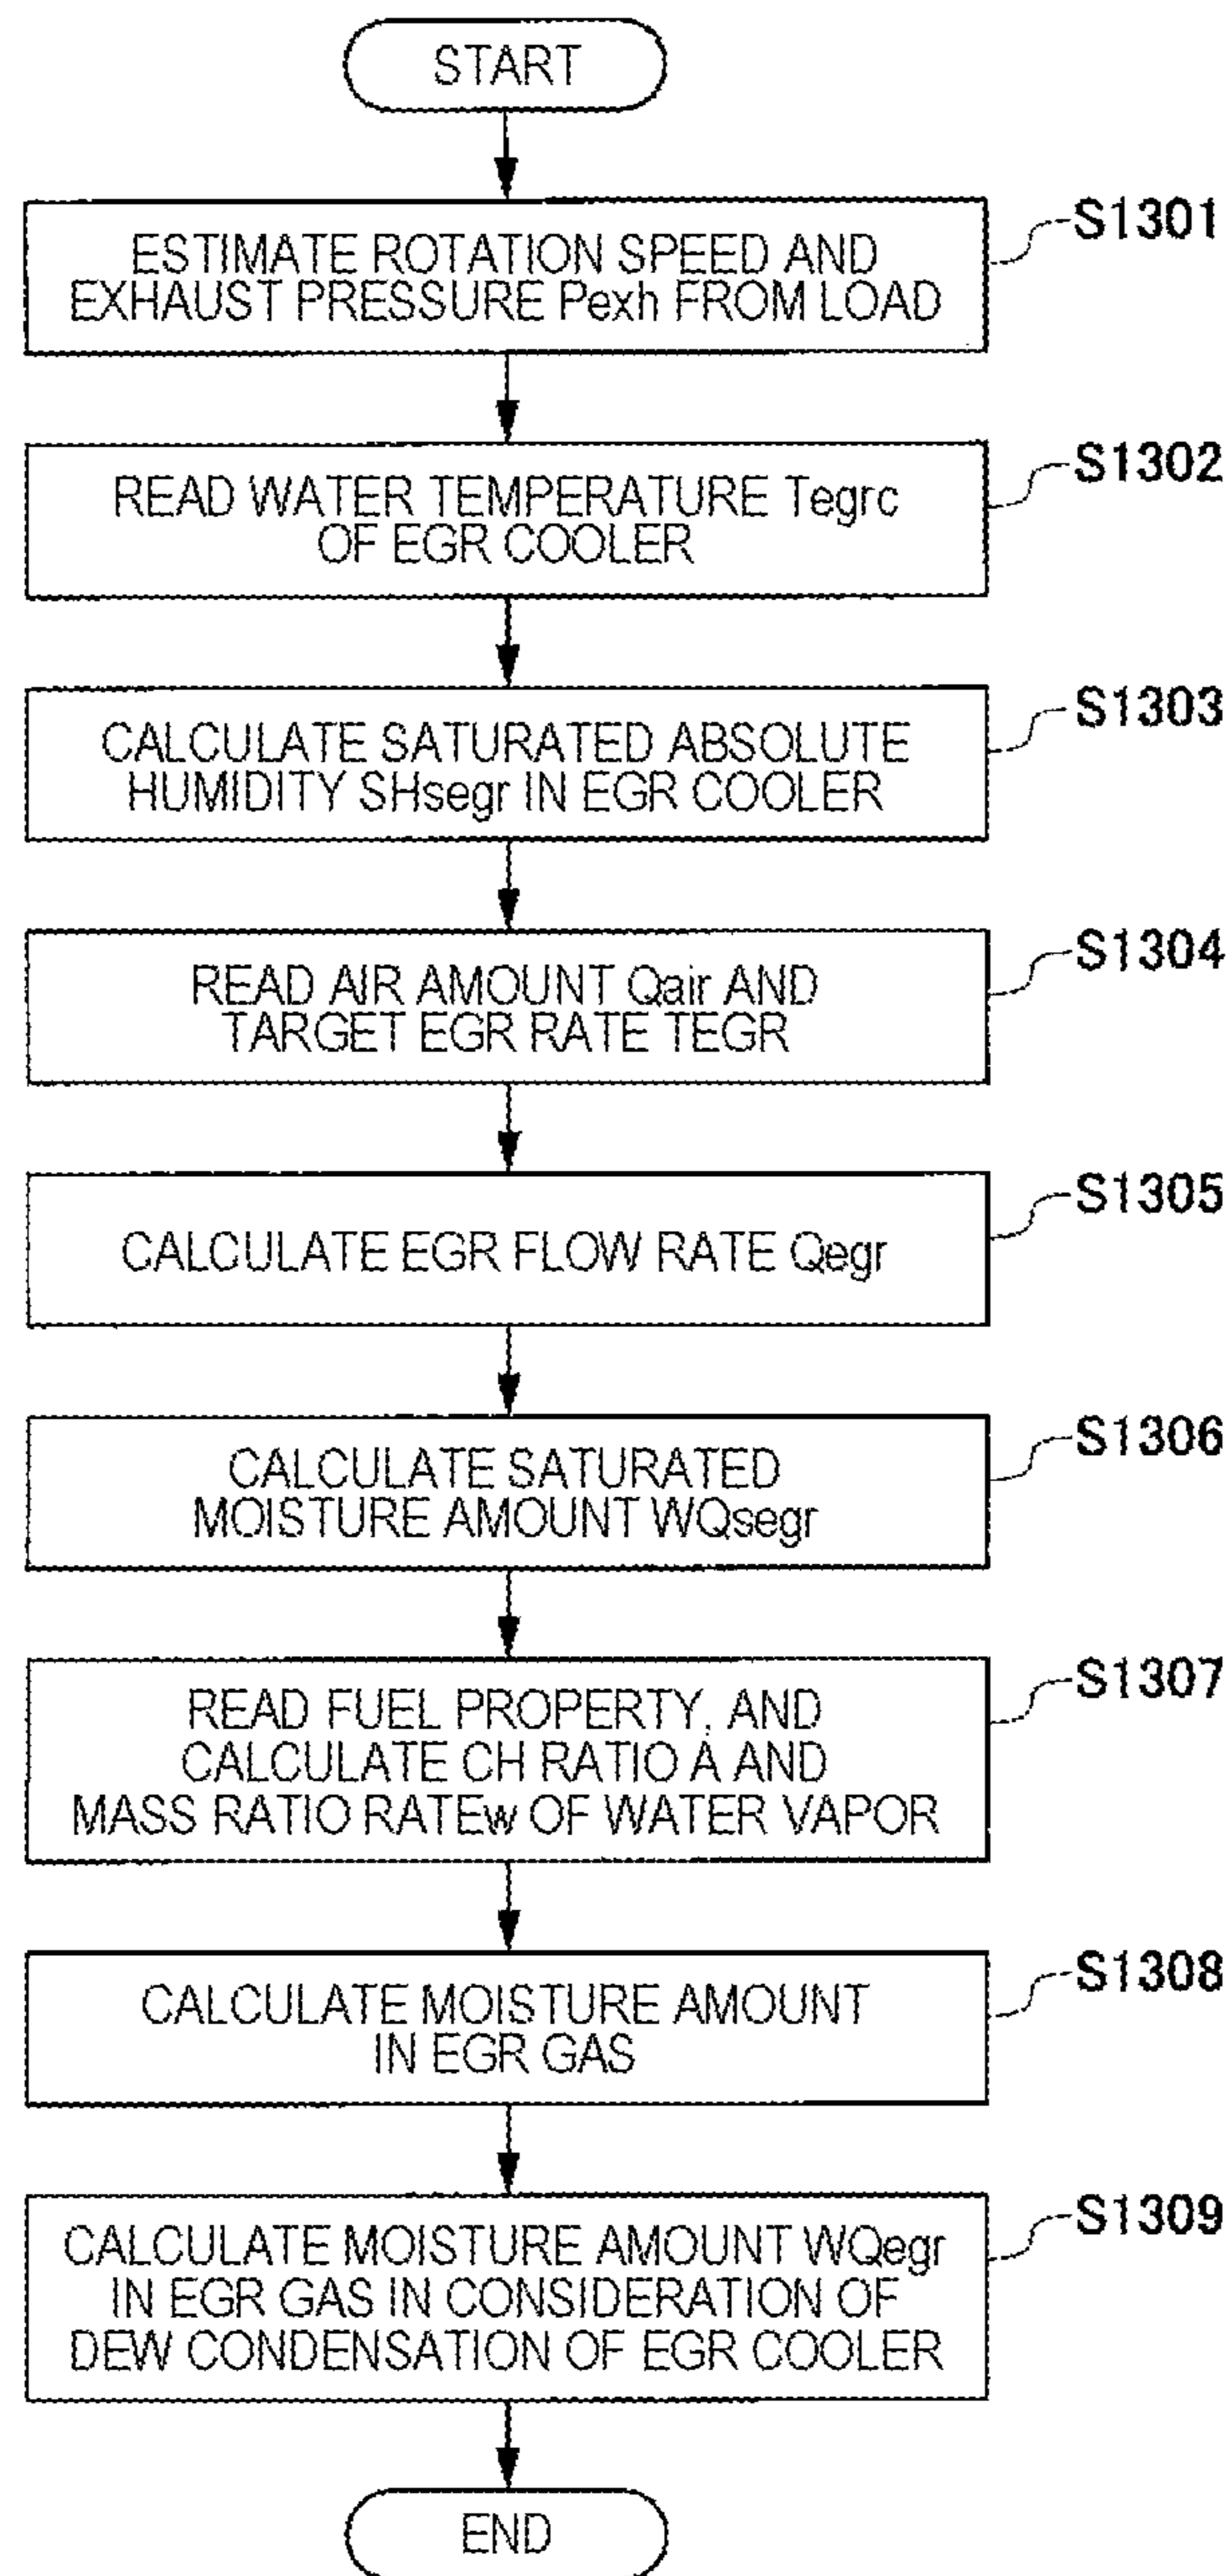 START
S1301
ESTIMATE ROTATION SPEED AND
EXHAUST PRESSURE Pexh FROM LOAD
S1302
READ WATER TEMPERATURE Tegrc
OF EGR COOLER
S1303
CALCULATE SATURATED ABSOLUTE
HUMIDITY SHsegr IN EGR COOLER
S1304
READ AIR AMOUNT Qair AND
TARGET EGR RATE TEGR
S1305
CALCULATE EGR FLOW RATE Qegr
S1306
CALCULATE SATURATED
MOISTURE AMOUNT WQsegr
S1307
READ FUEL PROPERTY, AND
CALCULATE CH RATIO A AND
MASS RATIO RATEw OF WATER VAPOR
S1308
CALCULATE MOISTURE AMOUNT
IN EGR GAS
S1309
CALCULATE MOISTURE AMOUNT WQegr
IN EGR GAS IN CONSIDERATION OF
DEW CONDENSATION OF EGR COOLER
END